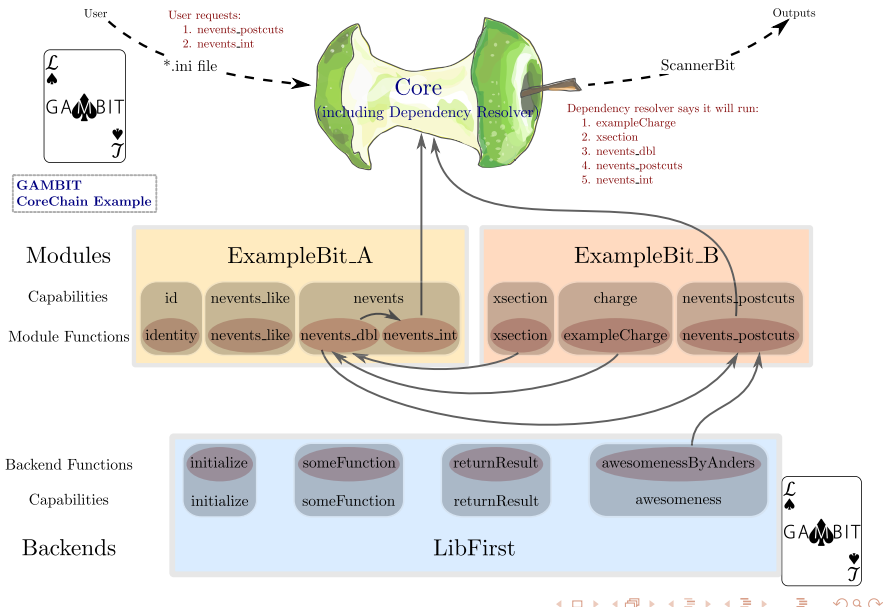 User
Outputs
User requests:
1. nevents_postcuts
2. nevents_int
*.ini file
ScannerBit
Core
(including Dependency Resolver)
L
GAMBIT
L
Dependency resolver says it will run:
1. exampleCharge
2. xsection
3. nevents_dbl
4. nevents_postcuts
5. nevents_int
GAMBIT
CoreChain Example
Modules
ExampleBit_A
ExampleBit_B
Capabilities
id
nevents_like
nevents
xsection
charge
nevents_postcuts
Module Functions
identity
nevents_like
nevents_dbl
nevents_int
xsection
exampleCharge
nevents_postcuts
Backend Functions
initialize
someFunction
returnResult
awesomenessByAnders
Capabilities
initialize
someFunction
returnResult
awesomeness
Backends
LibFirst
L
GAMBIT
L